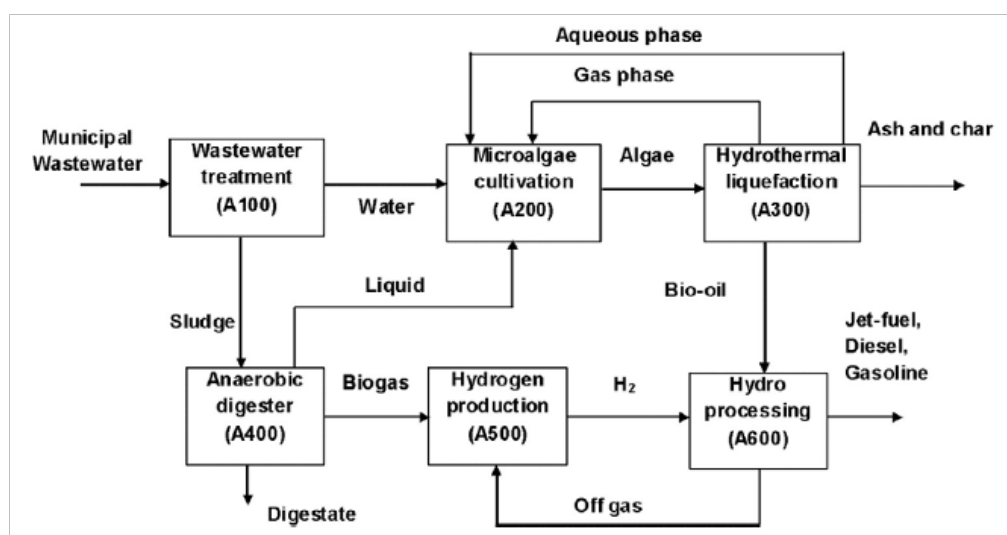 Aqueous phase
Gas phase
Municipal
Wastewater
Wastewater
treatment
(A100)
Water
Microalgae
cultivation
(A200)
Algae
Hydrothermal
liquefaction
(A300)
Ash and char
Sludge
Liquid
Bio-oil
Jet-fuel,
Diesel,
Gasoline
Anaerobic
digester
(A400)
Biogas
Hydrogen
production
(A500)
H₂
Hydro
processing
(A600)
Digestate
Off gas